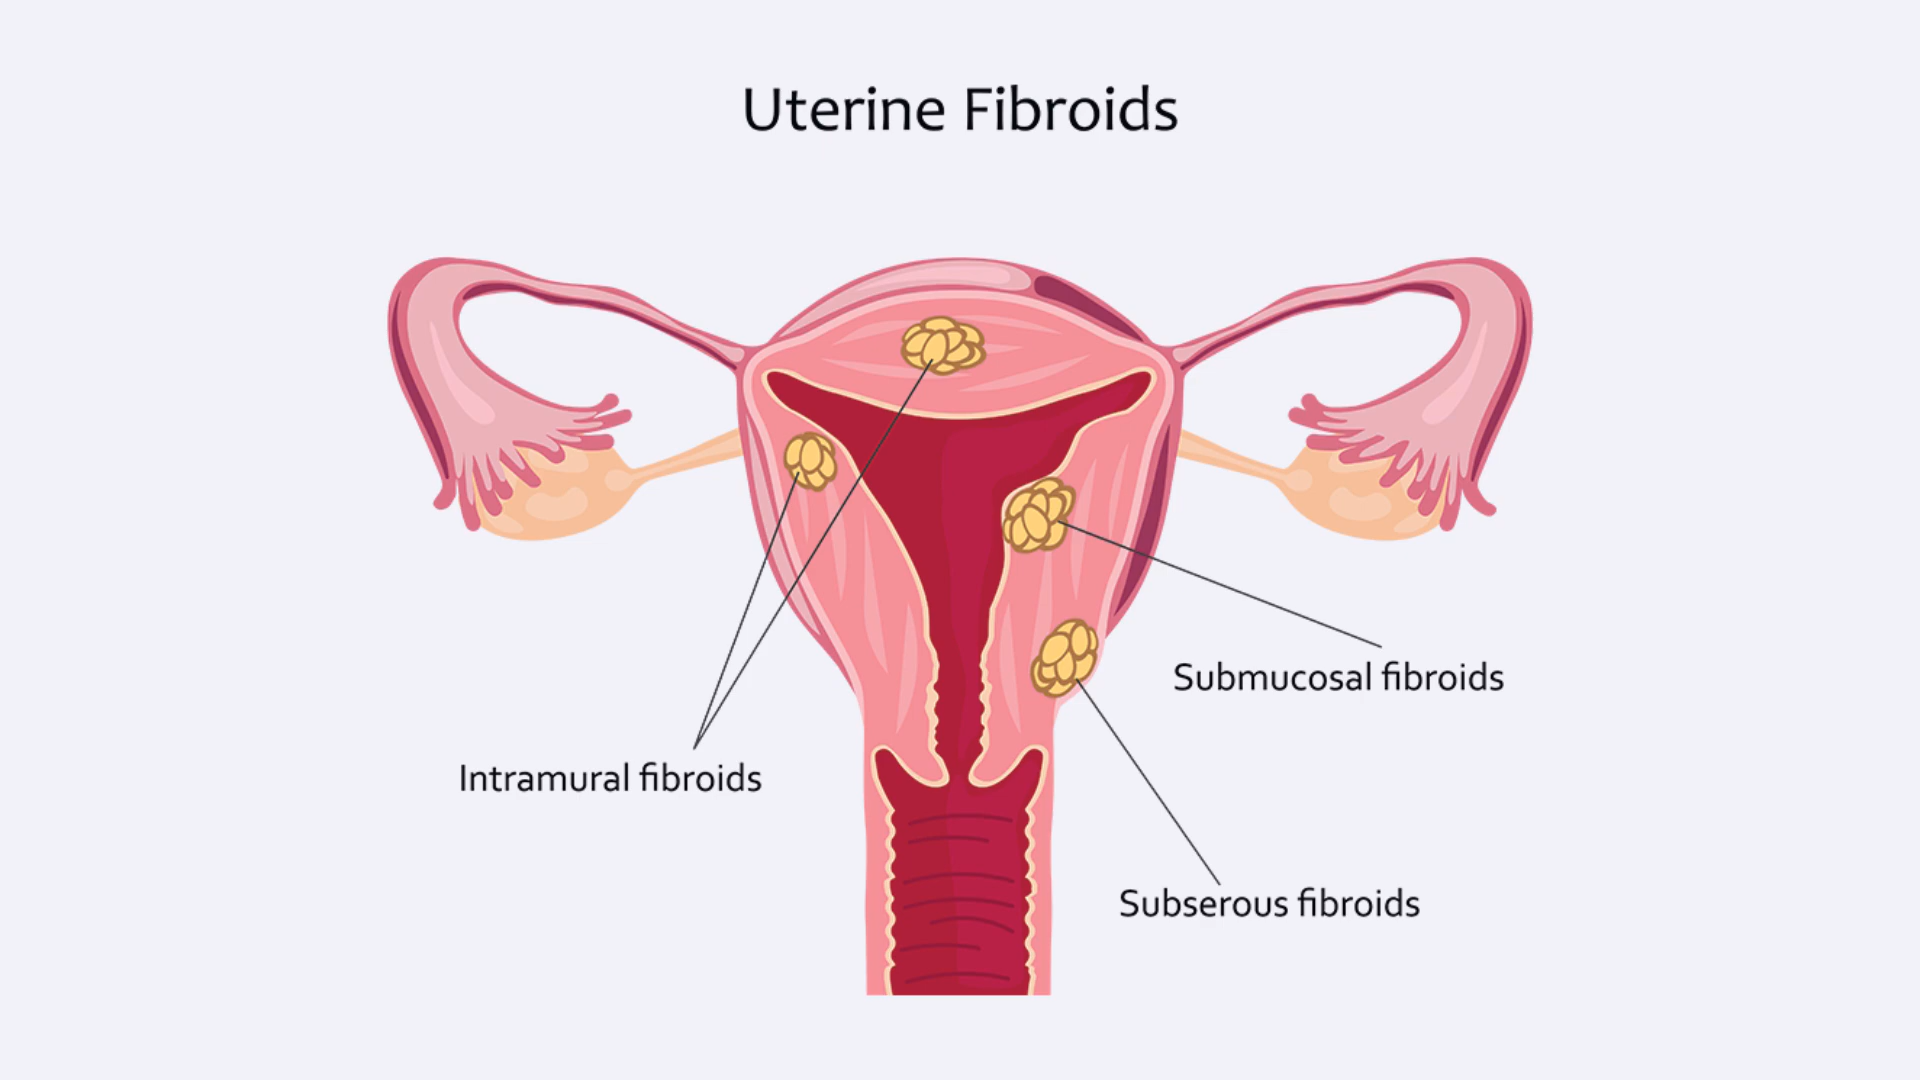 Uterine Fibroids
Submucosal fibroids
Intramural fibroids
Subserous fibroids